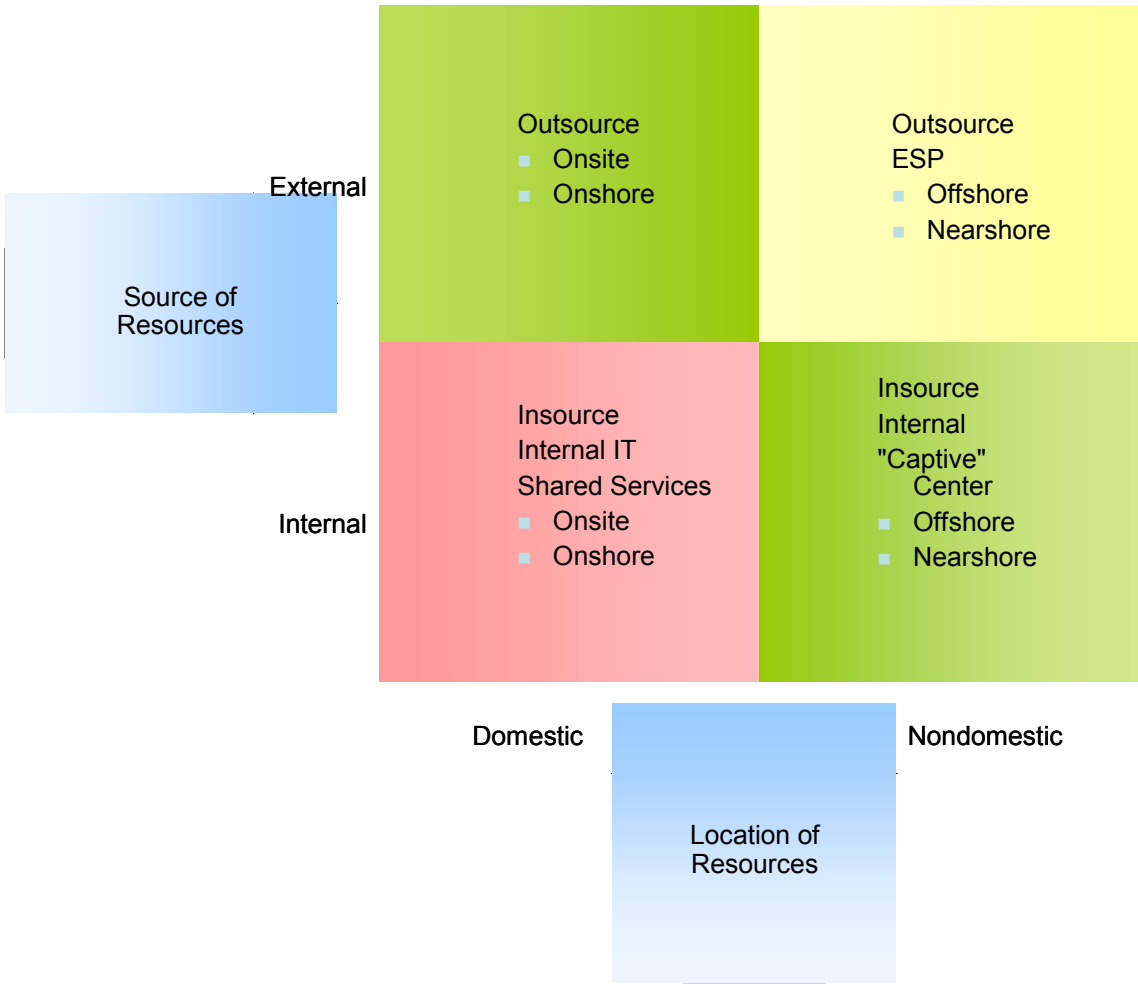 External
Source of
Resources
Internal
Outsource
Onsite
Onshore
Outsource
ESP
Offshore
Nearshore
Insource
Internal IT
Shared Services
Onsite
Onshore
Insource
Internal
"Captive"
Center
Offshore
Nearshore
Domestic
Nondomestic
Location of
Resources